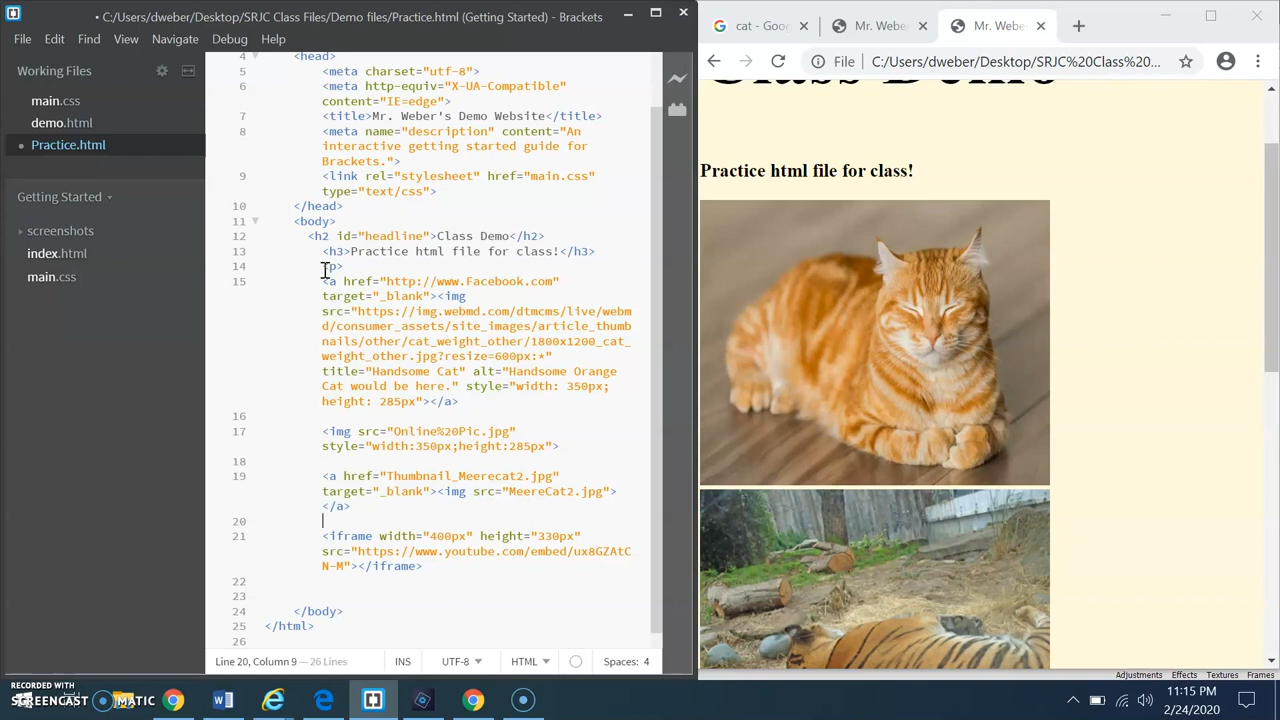 • C:/Users/dweber/Desktop/SRJC Class Files/Demo files/Practice.html (Getting Started) - Brackets
File Edit Find View Navigate Debug Help
Working Files
main.css
demo.html
Practice.html
Getting Started
screenshots
index.html
main.css
4 <head>
5 <meta charset="utf-8">
6 <meta http-equiv="X-UA-Compatible"
content="IE=edge">
7 <title>Mr. Weber's Demo Website</title>
8 <meta name="description" content="An
interactive getting started guide for
Brackets.">
9 <link rel="stylesheet" href="main.css"
type="text/css">
10 </head>
11 <body>
12 <h2 id="headline">Class Demo</h2>
13 <h3>Practice html file for class!</h3>
14 <p>
15 <a href="http://www.Facebook.com"
target="_blank"><img
src="https://img.webmd.com/dtmcms/live/webm
d/consumer_assets/site_images/article_thumb
nails/other/cat_weight_other/1800x1200_cat_
weight_other.jpg?resize=600px:*"
title="Handsome Cat" alt="Handsome Orange
Cat would be here." style="width: 350px;
height: 285px"></a>
16
17 <img src="Online%20Pic.jpg"
style="width:350px;height:285px">
18
19 <a href="Thumbnail_Meerecat2.jpg"
target="_blank"><img src="MeereCat2.jpg">
</a>
20
21 <iframe width="400px" height="330px"
src="https://www.youtube.com/embed/ux8GZAtC
N-M"></iframe>
22
23
24 </body>
25 </html>
26
Line 20, Column 9 — 26 Lines INS UTF-8 HTML Spaces: 4
cat - Goog Mr. Webe Mr. Webe
File C:/Users/dweber/Desktop/SRJC%20Class%20...
Class Demo
Practice html file for class!
Adjustments Effects
RECORDED WITH
SCREENCAST MATIC
11:15 PM
2/24/2020